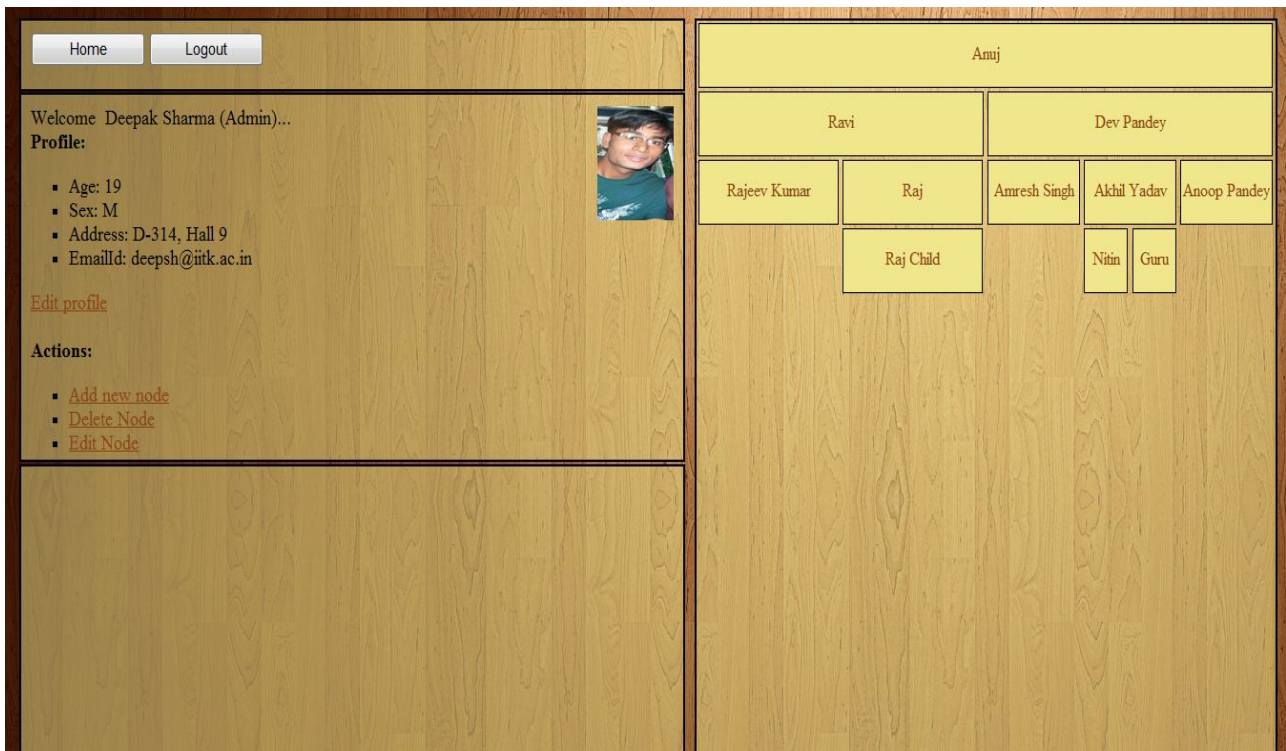 Home Logout
Welcome Deepak Sharma (Admin)...
Profile:
Age: 19
Sex: M
Address: D-314, Hall 9
EmailId: deepsh@iitk.ac.in
Edit profile
Actions:
Add new node
Delete Node
Edit Node
Anuj
Ravi Dev Pandey
Rajeev Kumar Raj Amresh Singh Akhil Yadav Anoop Pandey
Raj Child Nitin Guru